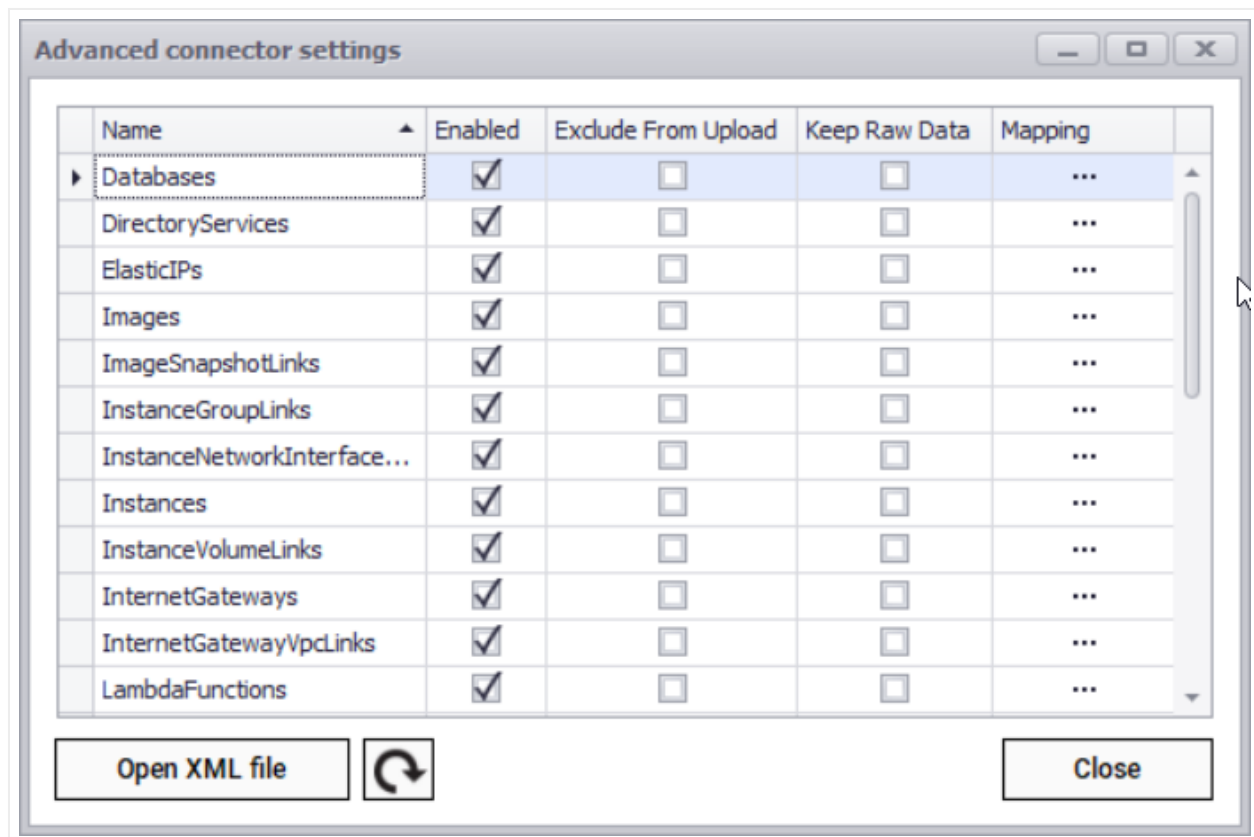 Advanced connector settings
Name Enabled Exclude From Upload Keep Raw Data Mapping
Databases ...
DirectoryServices ...
ElasticIPs ...
Images ...
ImageSnapshotLinks ...
InstanceGroupLinks ...
InstanceNetworkInterface... ...
Instances ...
InstanceVolumeLinks ...
InternetGateways ...
InternetGatewayVpcLinks ...
LambdaFunctions ...
Open XML file Close